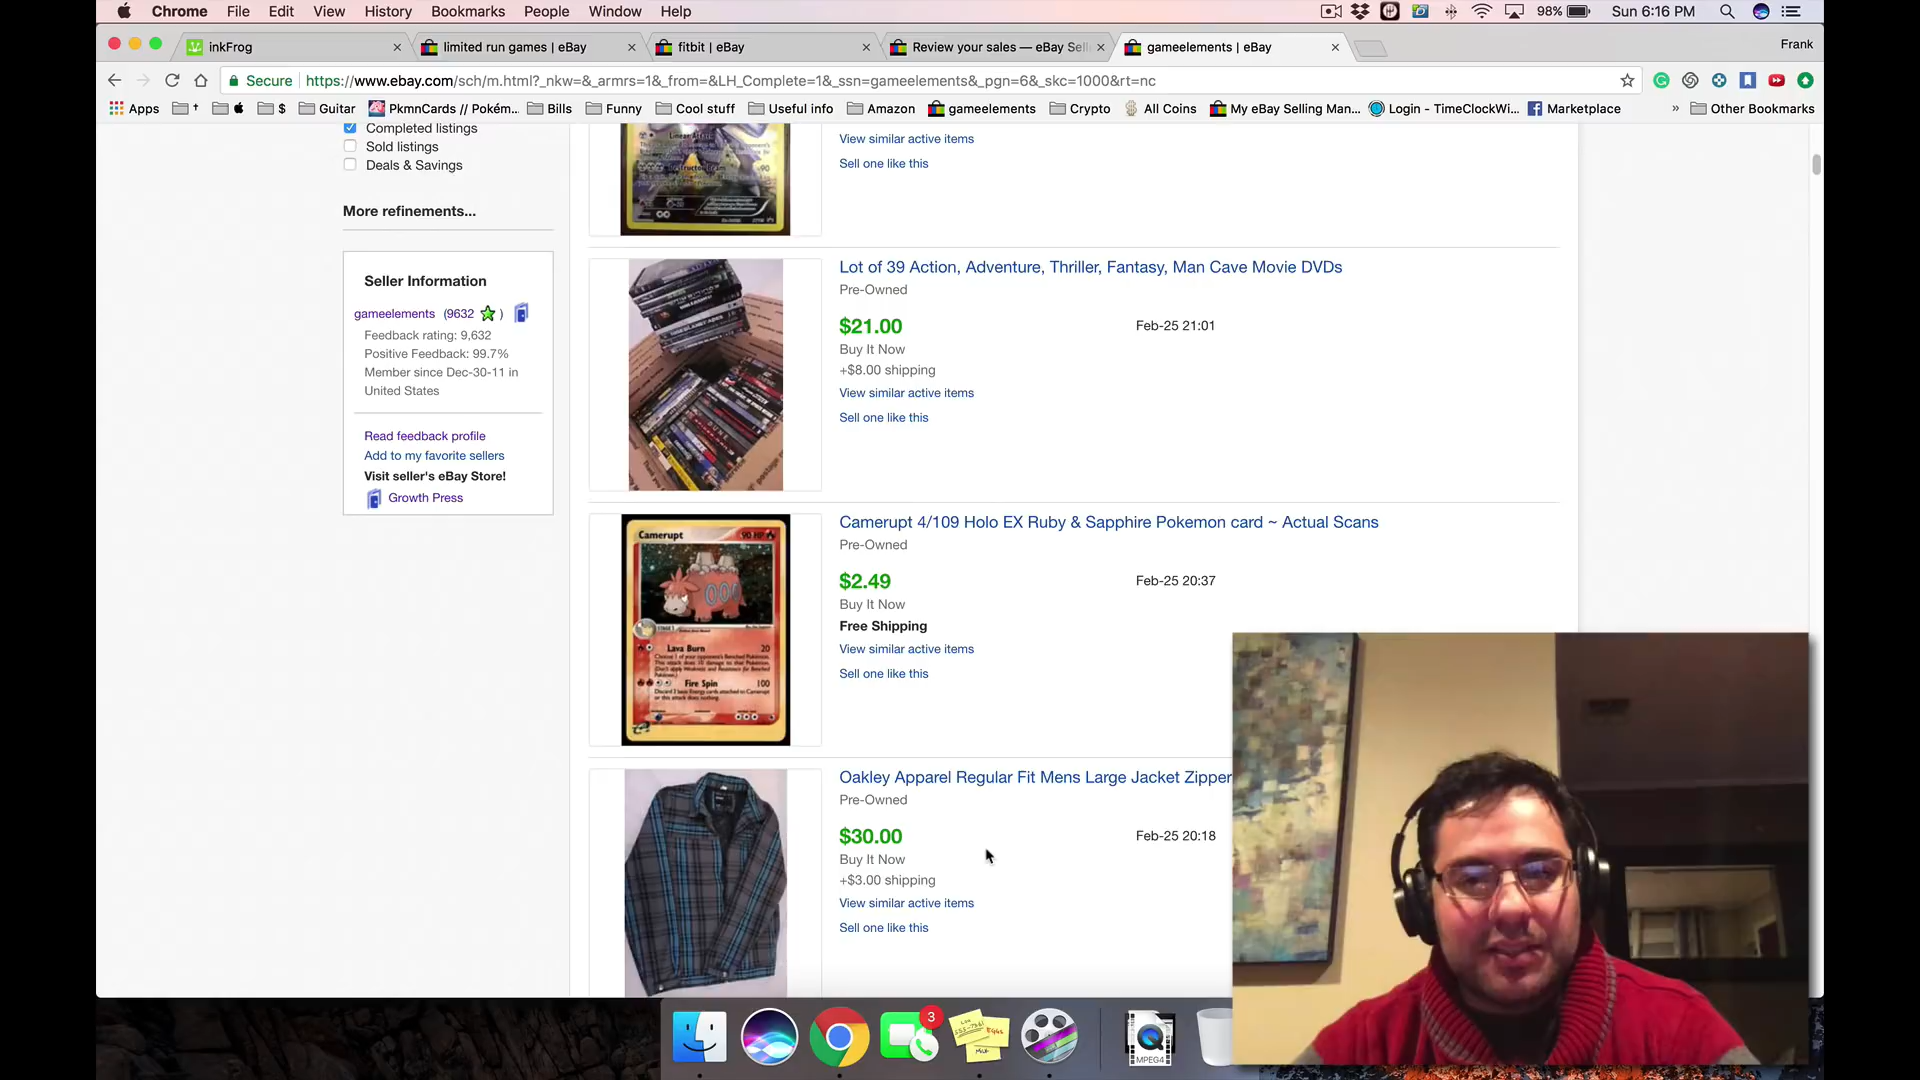 Chrome File Edit View History Bookmarks People Window Help 98% Sun 6:16 PM
inkFrog limited run games | eBay fitbit | eBay Review your sales — eBay Sell gameelements | eBay Frank
Secure https://www.ebay.com/sch/m.html?_nkw=&_armrs=1&_from=&LH_Complete=1&_ssn=gameelements&_pgn=6&_skc=1000&rt=nc
Apps $ Guitar PkmnCards // Pokém... Bills Funny Cool stuff Useful info Amazon gameelements Crypto All Coins My eBay Selling Man... Login - TimeClockWi... Marketplace » Other Bookmarks
Completed listings
Sold listings
Deals & Savings
More refinements...
Seller Information
gameelements (9632 )
Feedback rating: 9,632
Positive Feedback: 99.7%
Member since Dec-30-11 in
United States
Read feedback profile
Add to my favorite sellers
Visit seller's eBay Store!
Growth Press
View similar active items
Sell one like this
Lot of 39 Action, Adventure, Thriller, Fantasy, Man Cave Movie DVDs
Pre-Owned
$21.00 Feb-25 21:01
Buy It Now
+$8.00 shipping
View similar active items
Sell one like this
Camerupt 90 HP
Lava Burn 20
Fire Spin 100
Camerupt 4/109 Holo EX Ruby & Sapphire Pokemon card ~ Actual Scans
Pre-Owned
$2.49 Feb-25 20:37
Buy It Now
Free Shipping
View similar active items
Sell one like this
Oakley Apparel Regular Fit Mens Large Jacket Zipper
Pre-Owned
$30.00 Feb-25 20:18
Buy It Now
+$3.00 shipping
View similar active items
Sell one like this
3
EGGS
MILK
MPEG4